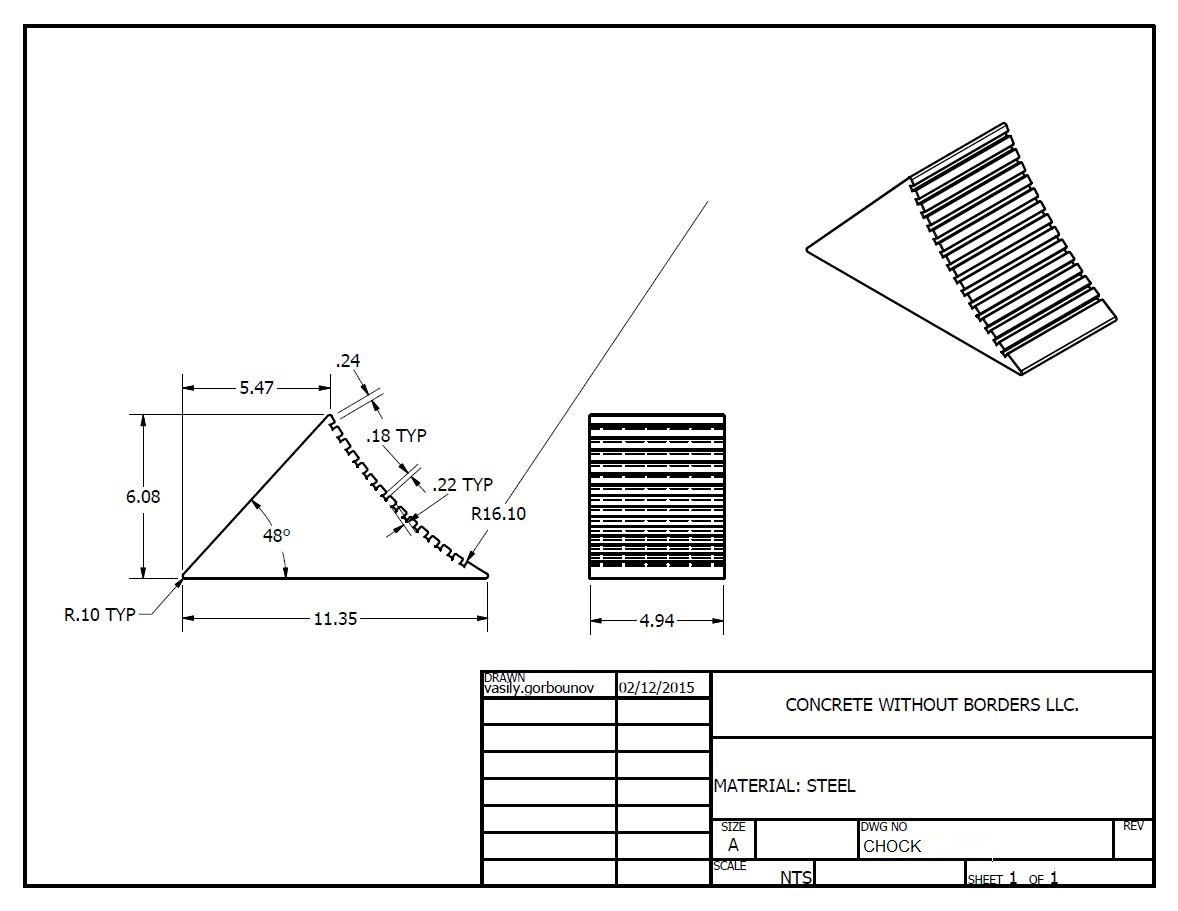 .24
5.47
.18 TYP
.22 TYP
6.08
R16.10
48°
R.10 TYP
11.35
4.94
DRAWN
vasily.gorbounov 02/12/2015
CONCRETE WITHOUT BORDERS LLC.
MATERIAL: STEEL
SIZE
A
DWG NO
CHOCK
REV
SCALE
NTS
SHEET 1 OF 1